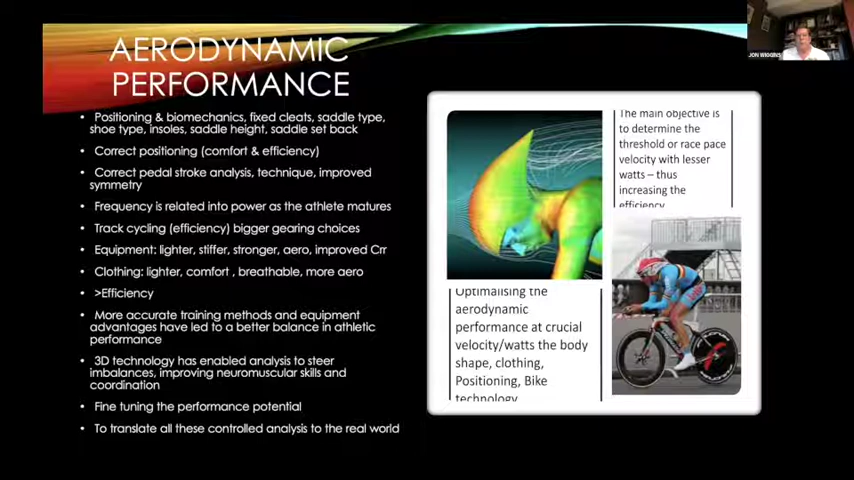 AERODYNAMIC
PERFORMANCE
• Positioning & biomechanics, fixed cleats, saddle type,
shoe type, insoles, saddle height, saddle set back
• Correct positioning (comfort & efficiency)
• Correct pedal stroke analysis, technique, improved
symmetry
• Frequency is related into power as the athlete matures
• Track cycling (efficiency) bigger gearing choices
• Equipment: lighter, stiffer, stronger, aero, improved Crr
• Clothing: lighter, comfort , breathable, more aero
• >Efficiency
• More accurate training methods and equipment
advantages have led to a better balance in athletic
performance
• 3D technology has enabled analysis to steer
imbalances, improving neuromuscular skills and
coordination
• Fine tuning the performance potential
• To translate all these controlled analysis to the real world
The main objective is
to determine the
threshold or race pace
velocity with lesser
watts – thus
increasing the
efficiency
Optimalising the
aerodynamic
performance at crucial
velocity/watts the body
shape, clothing,
Positioning, Bike
technology
JON WIGGINS